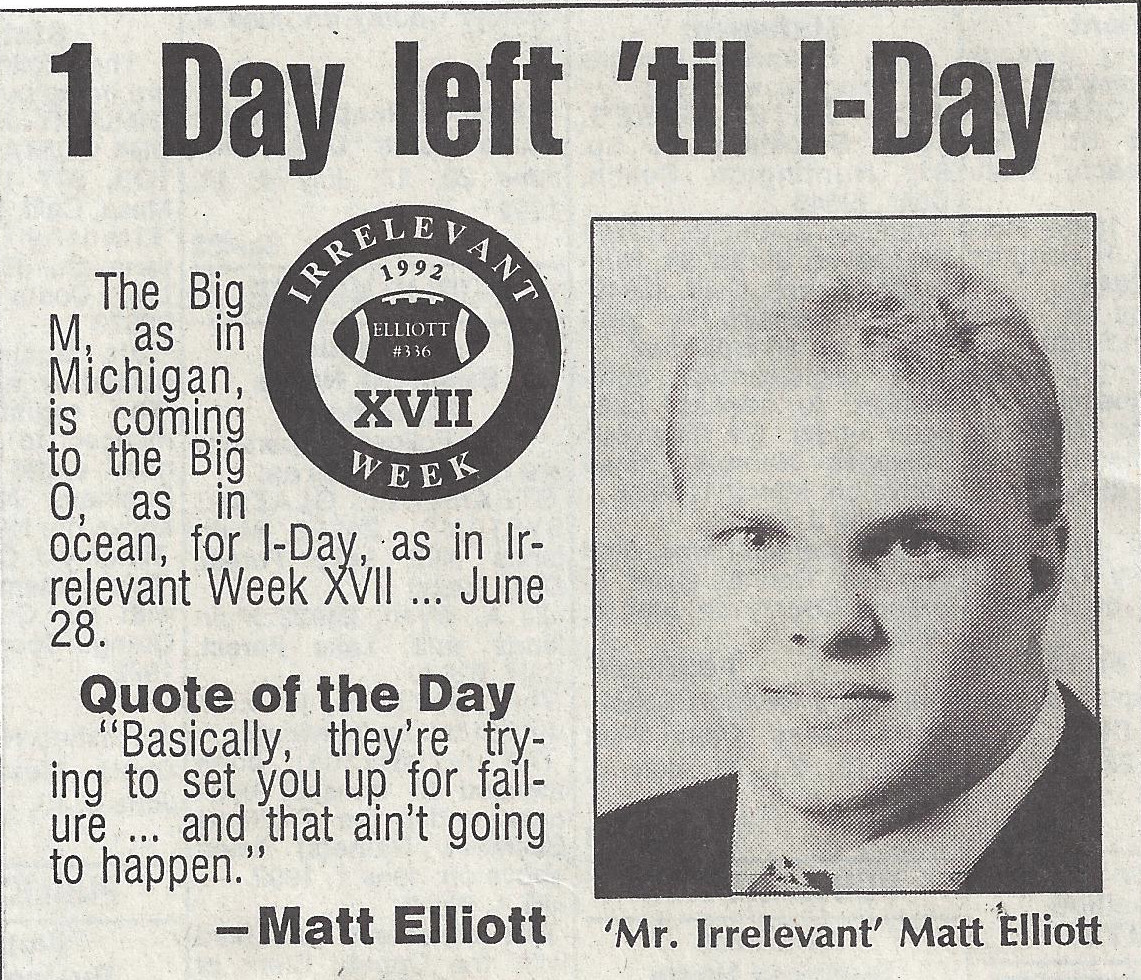 1 Day left 'til I-Day
IRRELEVANT
1992
ELLIOTT
#336
XVII
WEEK
The Big
M, as in
Michigan,
is coming
to the Big
O, as in
ocean, for I-Day, as in Ir-
relevant Week XVII ... June
28.
Quote of the Day
“Basically, they're try-
ing to set you up for fail-
ure ... and that ain't going
to happen.”
—Matt Elliott
'Mr. Irrelevant' Matt Elliott